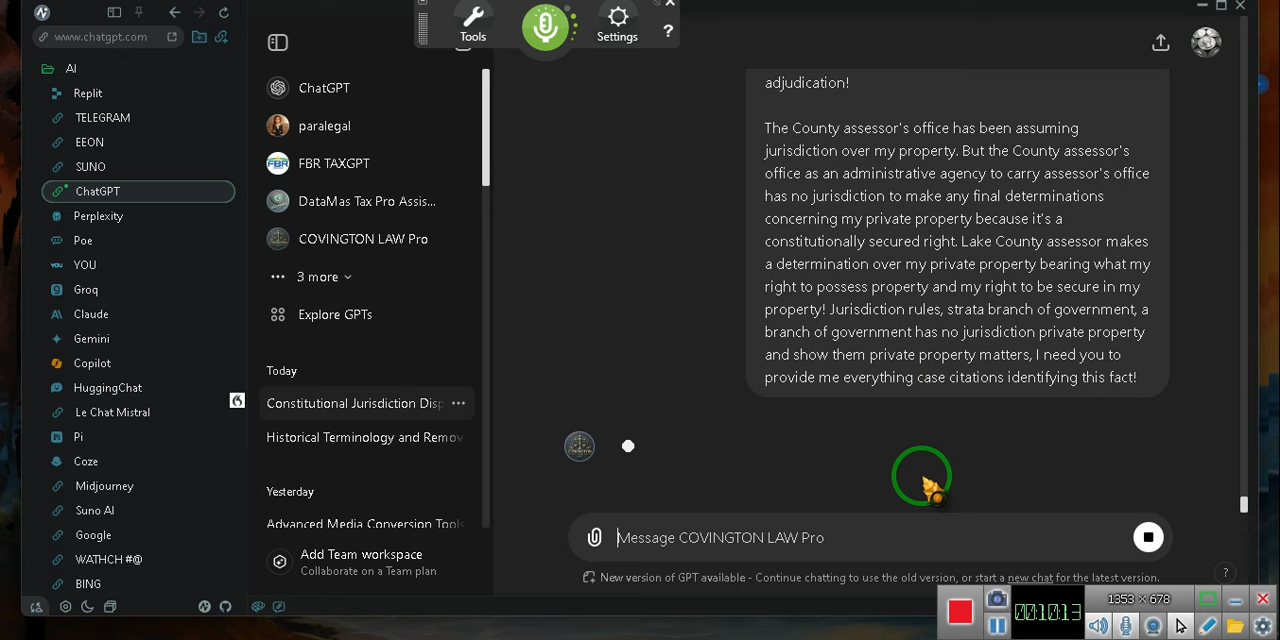 www.chatgpt.com
AI
Replit
TELEGRAM
EEON
SUNO
ChatGPT
Perplexity
Poe
YOU
Groq
Claude
Gemini
Copilot
HuggingChat
Le Chat Mistral
Pi
Coze
Midjourney
Suno AI
Google
WATHCH #@
BING
ChatGPT
paralegal
FBR TAXGPT
DataMas Tax Pro Assis...
COVINGTON LAW Pro
3 more
Explore GPTs
Today
Constitutional Jurisdiction Disp
Historical Terminology and Remov
Yesterday
Advanced Media Conversion Tools
Add Team workspace
Collaborate on a Team plan
Tools
Settings
?
adjudication!
The County assessor's office has been assuming
jurisdiction over my property. But the County assessor's
office as an administrative agency to carry assessor's office
has no jurisdiction to make any final determinations
concerning my private property because it's a
constitutionally secured right. Lake County assessor makes
a determination over my private property bearing what my
right to possess property and my right to be secure in my
property! Jurisdiction rules, strata branch of government, a
branch of government has no jurisdiction private property
and show them private property matters, I need you to
provide me everything case citations identifying this fact!
Message COVINGTON LAW Pro
New version of GPT available - Continue chatting to use the old version, or start a new chat for the latest version.
?
1353 × 678
00:10:13